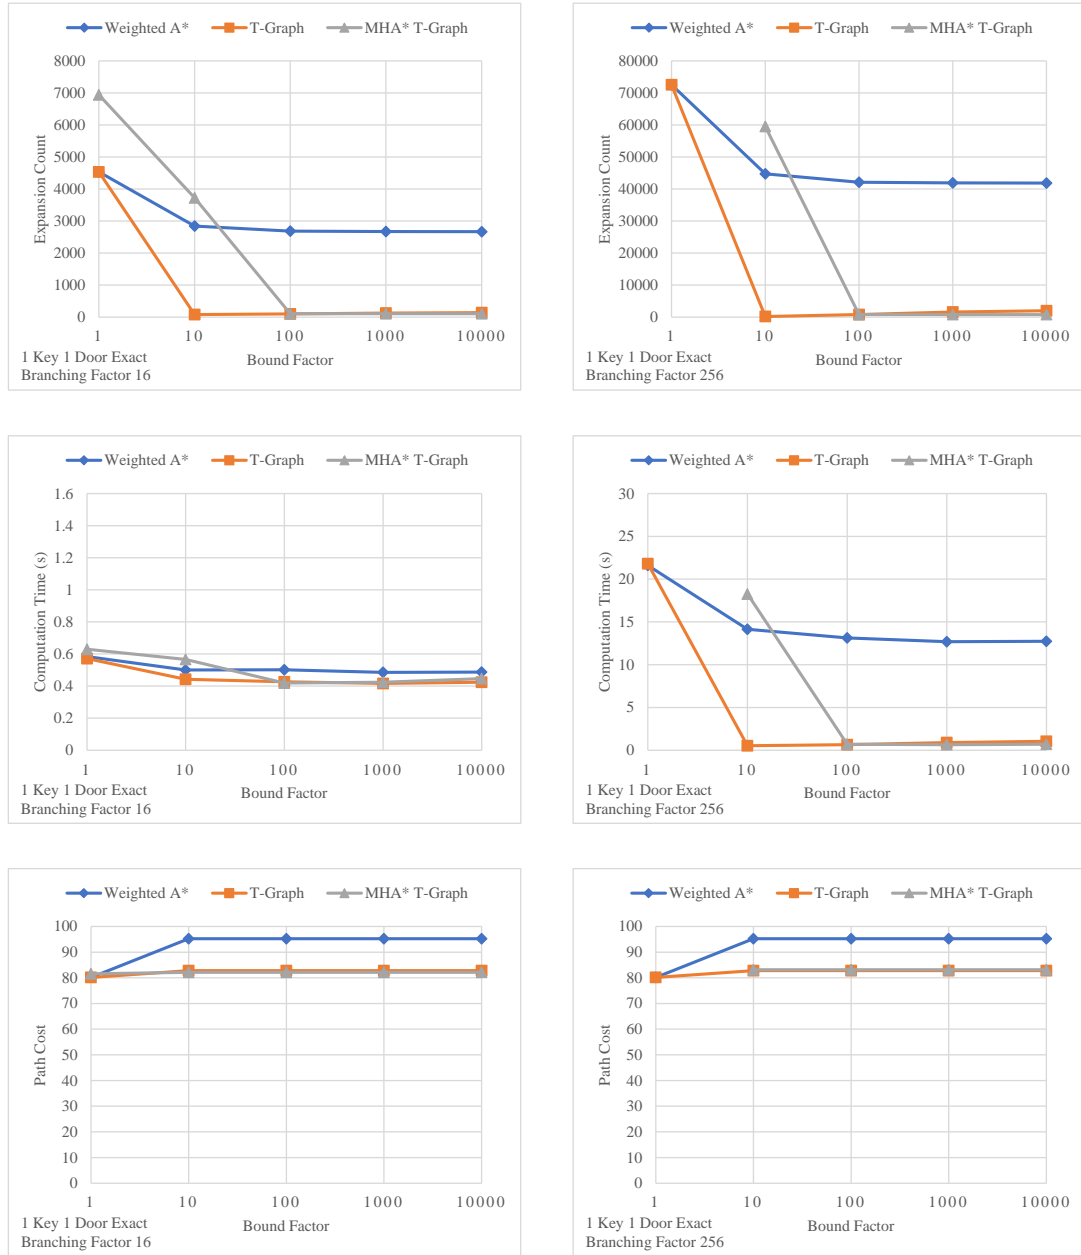 Weighted A* T-Graph MHA* T-Graph
8000
7000
6000
5000
4000
3000
2000
1000
0
Expansion Count
1 10 100 1000 10000
Bound Factor
1 Key 1 Door Exact
Branching Factor 16
Weighted A* T-Graph MHA* T-Graph
80000
70000
60000
50000
40000
30000
20000
10000
0
Expansion Count
1 10 100 1000 10000
Bound Factor
1 Key 1 Door Exact
Branching Factor 256
Weighted A* T-Graph MHA* T-Graph
1.6
1.4
1.2
1
0.8
0.6
0.4
0.2
0
Computation Time (s)
1 10 100 1000 10000
Bound Factor
1 Key 1 Door Exact
Branching Factor 16
Weighted A* T-Graph MHA* T-Graph
30
25
20
15
10
5
0
Computation Time (s)
1 10 100 1000 10000
Bound Factor
1 Key 1 Door Exact
Branching Factor 256
Weighted A* T-Graph MHA* T-Graph
100
90
80
70
60
50
40
30
20
10
0
Path Cost
1 10 100 1000 10000
Bound Factor
1 Key 1 Door Exact
Branching Factor 16
Weighted A* T-Graph MHA* T-Graph
100
90
80
70
60
50
40
30
20
10
0
Path Cost
1 10 100 1000 10000
Bound Factor
1 Key 1 Door Exact
Branching Factor 256